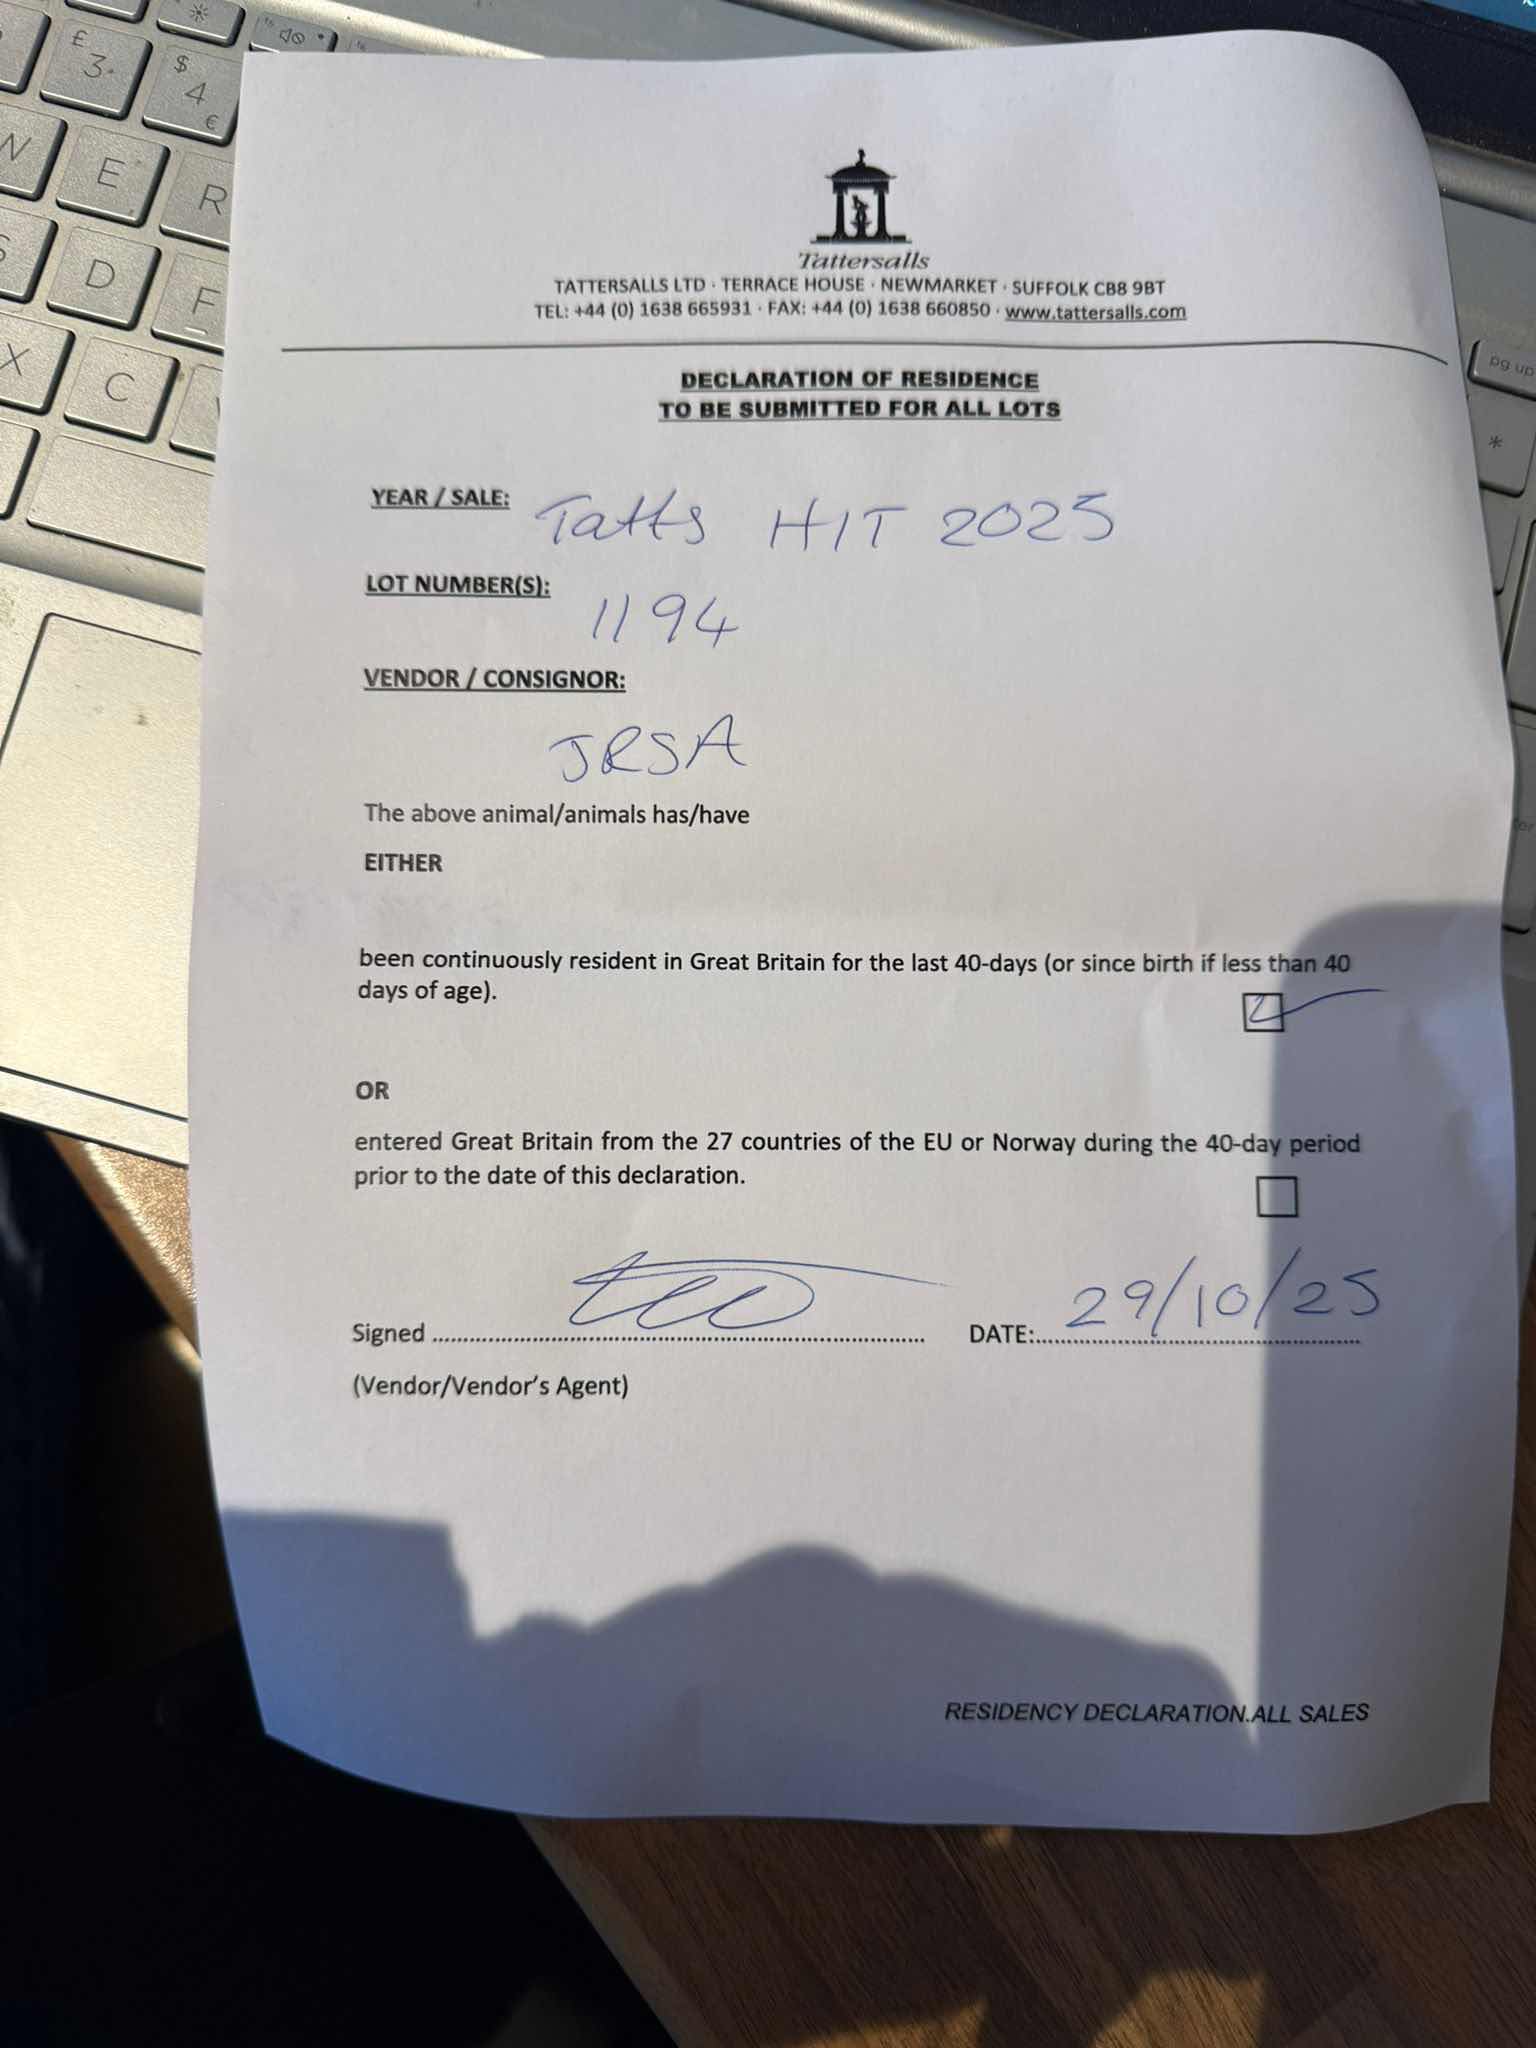 Tattersalls
TATTERSALLS LTD · TERRACE HOUSE · NEWMARKET · SUFFOLK CB8 9BT
TEL: +44 (0) 1638 665931 · FAX: +44 (0) 1638 660850 · www.tattersalls.com
DECLARATION OF RESIDENCE
TO BE SUBMITTED FOR ALL LOTS
YEAR / SALE: Tatts HIT 2025
LOT NUMBER(S): 1194
VENDOR / CONSIGNOR:
JRSA
The above animal/animals has/have
EITHER
been continuously resident in Great Britain for the last 40-days (or since birth if less than 40
days of age).
OR
entered Great Britain from the 27 countries of the EU or Norway during the 40-day period
prior to the date of this declaration.
Signed DATE: 29/10/25
(Vendor/Vendor's Agent)
RESIDENCY DECLARATION.ALL SALES
£ 3
$ 4 €
E
R
D
F
X
C
pg up
*